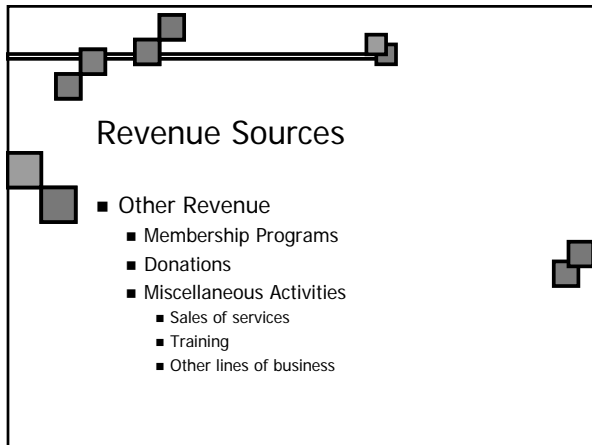 Revenue Sources
■ Other Revenue
■ Membership Programs
■ Donations
■ Miscellaneous Activities
■ Sales of services
■ Training
■ Other lines of business